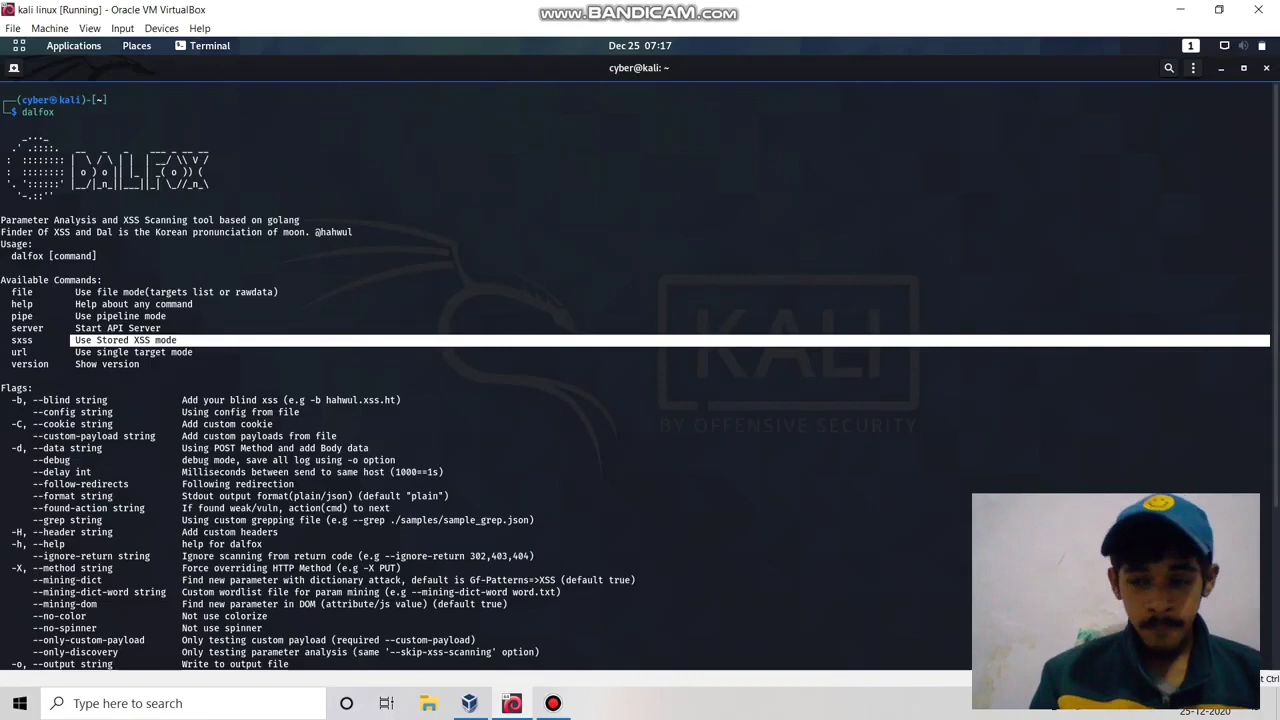 kali linux [Running] - Oracle VM VirtualBox
www.BANDICAM.com
File Machine View Input Devices Help
Applications Places Terminal
Dec 25 07:17
1
cyber@kali: ~
┌──(cyber㉿kali)-[~]
└─$ dalfox
Parameter Analysis and XSS Scanning tool based on golang
Finder Of XSS and Dal is the Korean pronunciation of moon. @hahwul
Usage:
dalfox [command]
Available Commands:
file Use file mode(targets list or rawdata)
help Help about any command
pipe Use pipeline mode
server Start API Server
sxss Use Stored XSS mode
url Use single target mode
version Show version
Flags:
-b, --blind string Add your blind xss (e.g -b hahwul.xss.ht)
--config string Using config from file
-C, --cookie string Add custom cookie
--custom-payload string Add custom payloads from file
-d, --data string Using POST Method and add Body data
--debug debug mode, save all log using -o option
--delay int Milliseconds between send to same host (1000==1s)
--follow-redirects Following redirection
--format string Stdout output format(plain/json) (default "plain")
--found-action string If found weak/vuln, action(cmd) to next
--grep string Using custom grepping file (e.g --grep ./samples/sample_grep.json)
-H, --header string Add custom headers
-h, --help help for dalfox
--ignore-return string Ignore scanning from return code (e.g --ignore-return 302,403,404)
-X, --method string Force overriding HTTP Method (e.g -X PUT)
--mining-dict Find new parameter with dictionary attack, default is Gf-Patterns=>XSS (default true)
--mining-dict-word string Custom wordlist file for param mining (e.g --mining-dict-word word.txt)
--mining-dom Find new parameter in DOM (attribute/js value) (default true)
--no-color Not use colorize
--no-spinner Not use spinner
--only-custom-payload Only testing custom payload (required --custom-payload)
--only-discovery Only testing parameter analysis (same '--skip-xss-scanning' option)
-o, --output string Write to output file
KALI
BY OFFENSIVE SECURITY
Type here to search
25-12-2020